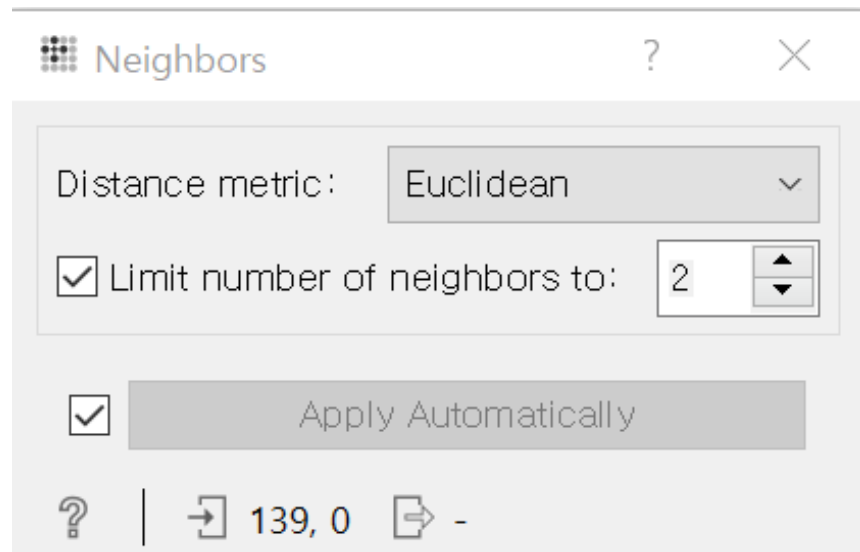 Neighbors ? ×
Distance metric: Euclidean
Limit number of neighbors to: 2
Apply Automatically
? 139, 0 -